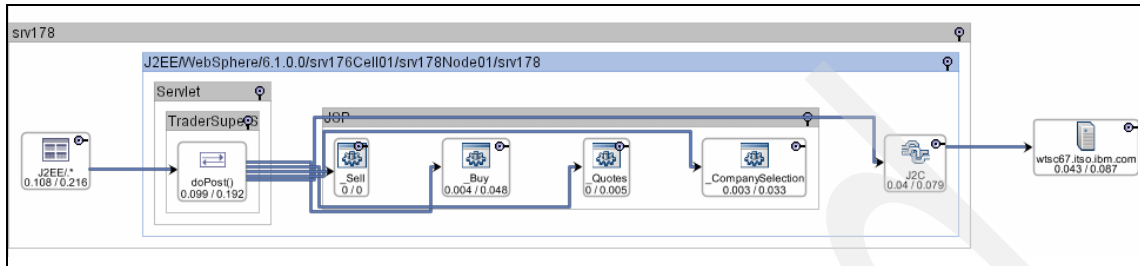 srv178
J2EE/WebSphere/6.1.0.0/srv176Cell01/srv178Node01/srv178
Servlet
TraderSuperS
JSP
J2EE/.*
0.108 / 0.216
doPost()
0.099 / 0.192
_Sell
0 / 0
_Buy
0.004 / 0.048
_Quotes
0 / 0.005
_CompanySelection
0.003 / 0.033
J2C
0.04 / 0.079
wtsc67.itso.ibm.com
0.043 / 0.087